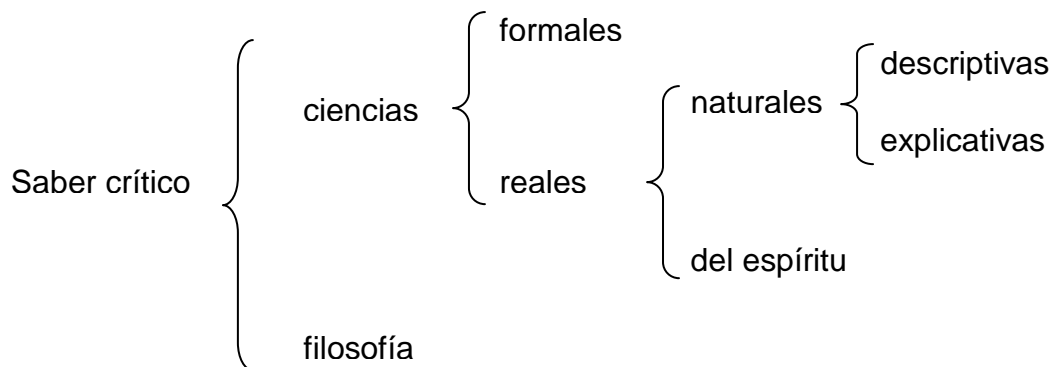 formales
descriptivas
ciencias
naturales
explicativas
Saber crítico
reales
del espíritu
filosofía